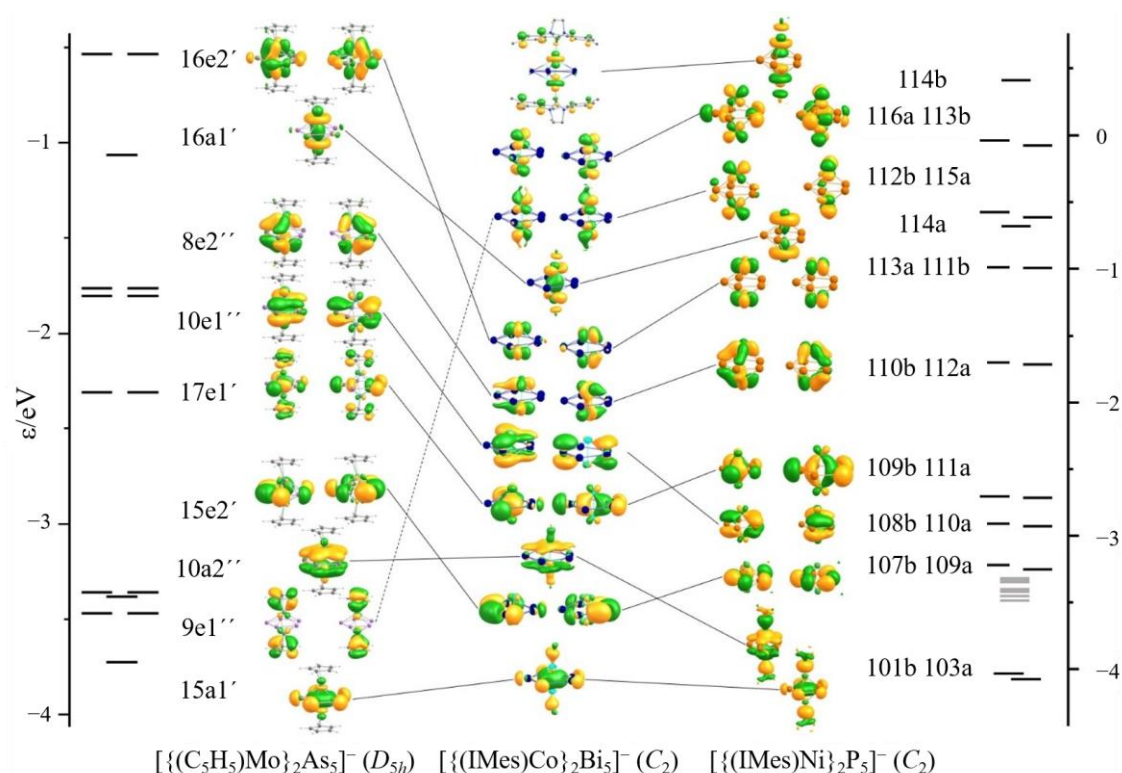 16e2′
16a1′
8e2′′
10e1′′
17e1′
15e2′
10a2′′
9e1′′
15a1′
−1
−2
−3
−4
ε/eV
114b
116a 113b
112b 115a
114a
113a 111b
110b 112a
109b 111a
108b 110a
107b 109a
101b 103a
0
−1
−2
−3
−4
[{(C₅H₅)Mo}₂As₅]⁻ (D₅ₕ) [{(IMes)Co}₂Bi₅]⁻ (C₂) [{(IMes)Ni}₂P₅]⁻ (C₂)